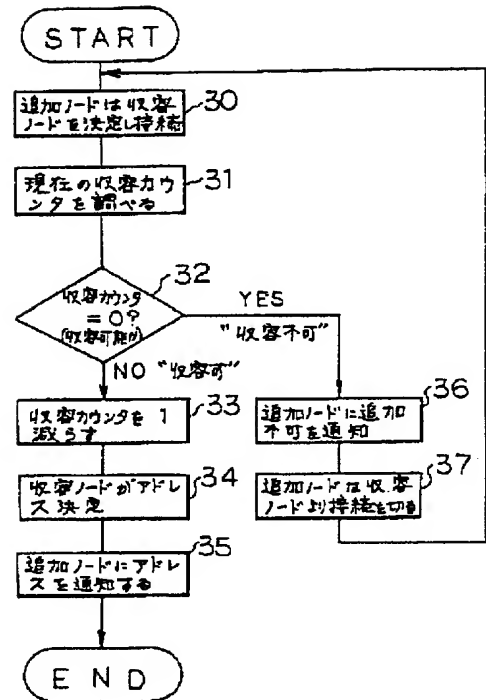 START
追加ノードは収容
ノードを決定し接続
30
現在の収容カウ
ンタを調べる
31
収容カウンタ
= 0?
(収容可能か)
32
YES
"収容不可"
NO "収容可"
収容カウンタを 1
減らす
33
収容ノードがアドレ
ス決定
34
追加ノードにアドレ
スを通知する
35
追加ノードに追加
不可を通知
36
追加ノードは収容
ノードより接続を切る
37
END